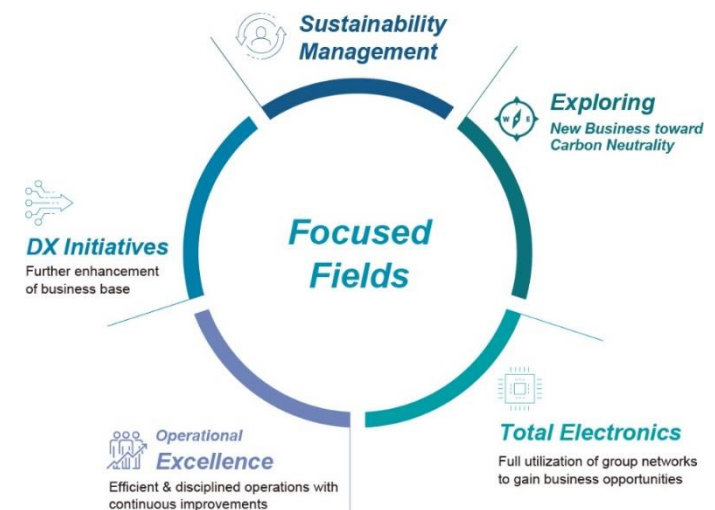 Sustainability
Management
Exploring
New Business toward
Carbon Neutrality
W E
Focused
Fields
DX Initiatives
Further enhancement
of business base
Total Electronics
Full utilization of group networks
to gain business opportunities
Operational
Excellence
Efficient & disciplined operations with
continuous improvements